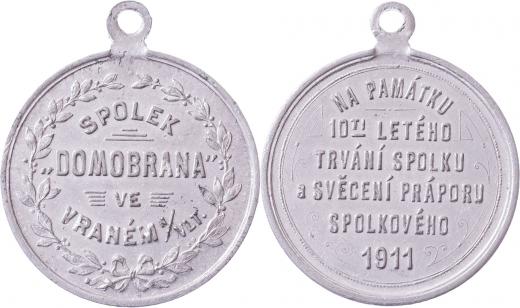 SPOLEK
„DOMOBRANA“
VE
VRANÉM n/VLT.
NA PAMÁTKU
10TI LETÉHO
TRVÁNÍ SPOLKU
a SVĚCENÍ PRÁPORU
SPOLKOVÉHO
1911